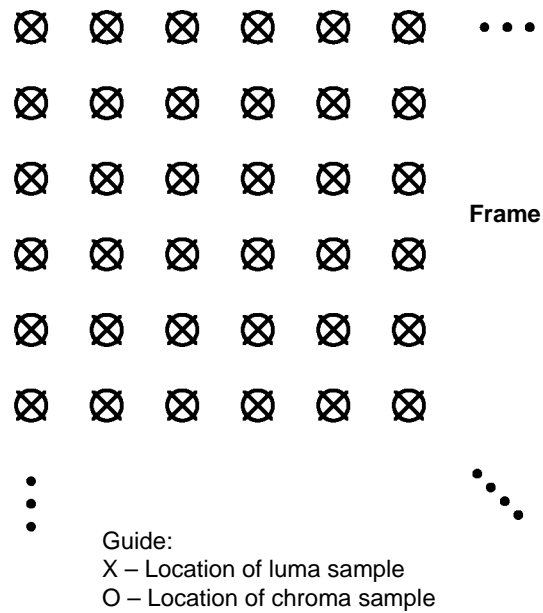 Frame
Guide:
X – Location of luma sample
O – Location of chroma sample